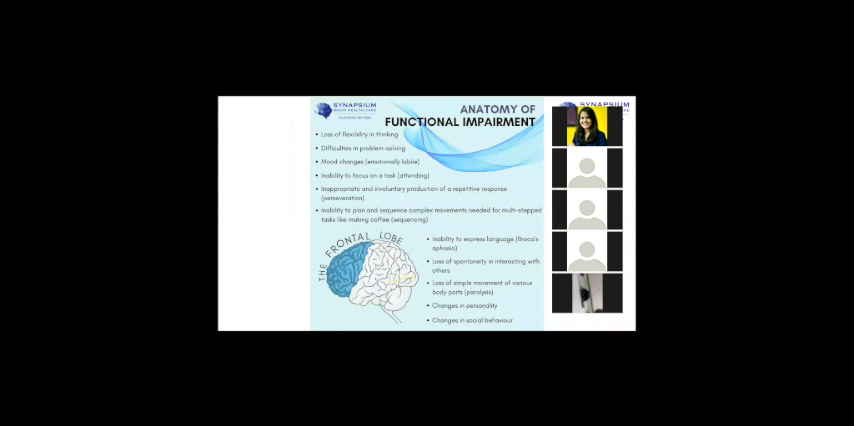 SYNAPSIUM
BRAIN HEALTH CARE
ANATOMY OF
FUNCTIONAL IMPAIRMENT
• Loss of flexibility in thinking
• Difficulties in problem-solving
• Mood changes (emotionally labile)
• Inability to focus on a task (attending)
• Inappropriate and involuntary production of a repetitive response
(perseveration)
• Inability to plan and sequence complex movements needed for multi-stepped
tasks like making coffee (sequencing)
THE FRONTAL LOBE
• Inability to express language (Broca's
aphasia)
• Loss of spontaneity in interacting with
others
• Loss of simple movement of various
body parts (paralysis)
• Changes in personality
• Changes in social behaviour